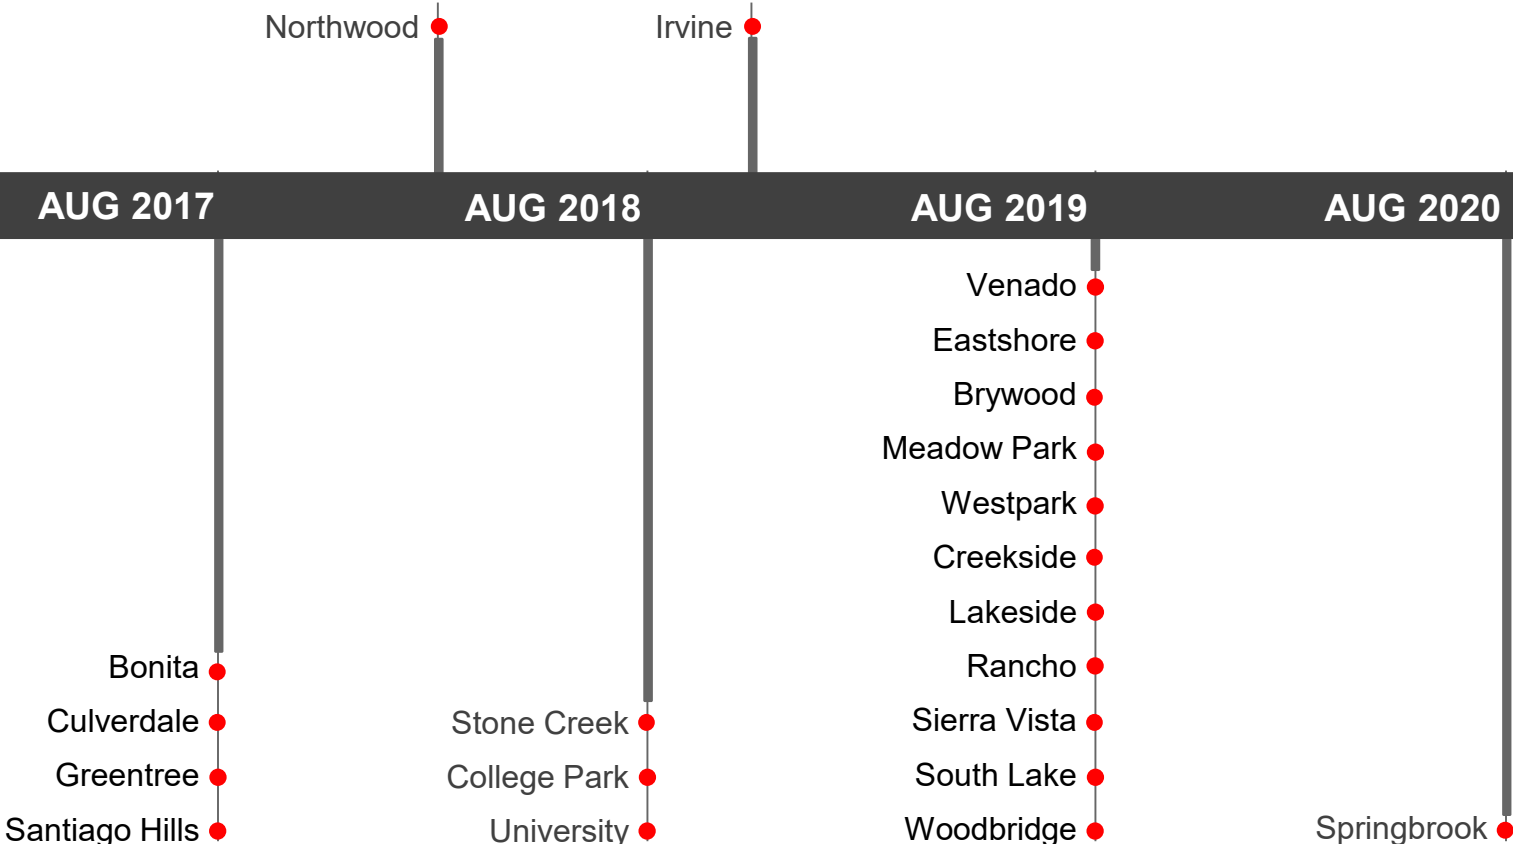 Northwood
Irvine
AUG 2017
AUG 2018
AUG 2019
AUG 2020
Venado
Eastshore
Brywood
Meadow Park
Westpark
Creekside
Lakeside
Bonita
Rancho
Culverdale
Stone Creek
Sierra Vista
Greentree
College Park
South Lake
Santiago Hills
University
Woodbridge
Springbrook